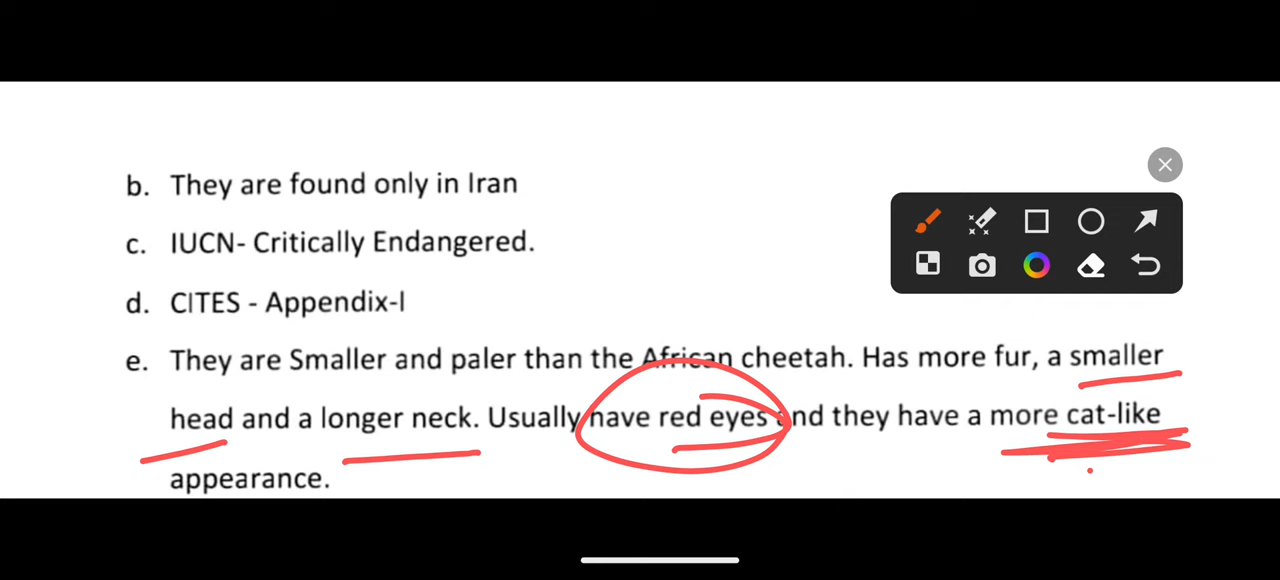 b. They are found only in Iran
c. IUCN- Critically Endangered.
d. CITES - Appendix-I
e. They are Smaller and paler than the African cheetah. Has more fur, a smaller
head and a longer neck. Usually have red eyes and they have a more cat-like
appearance.